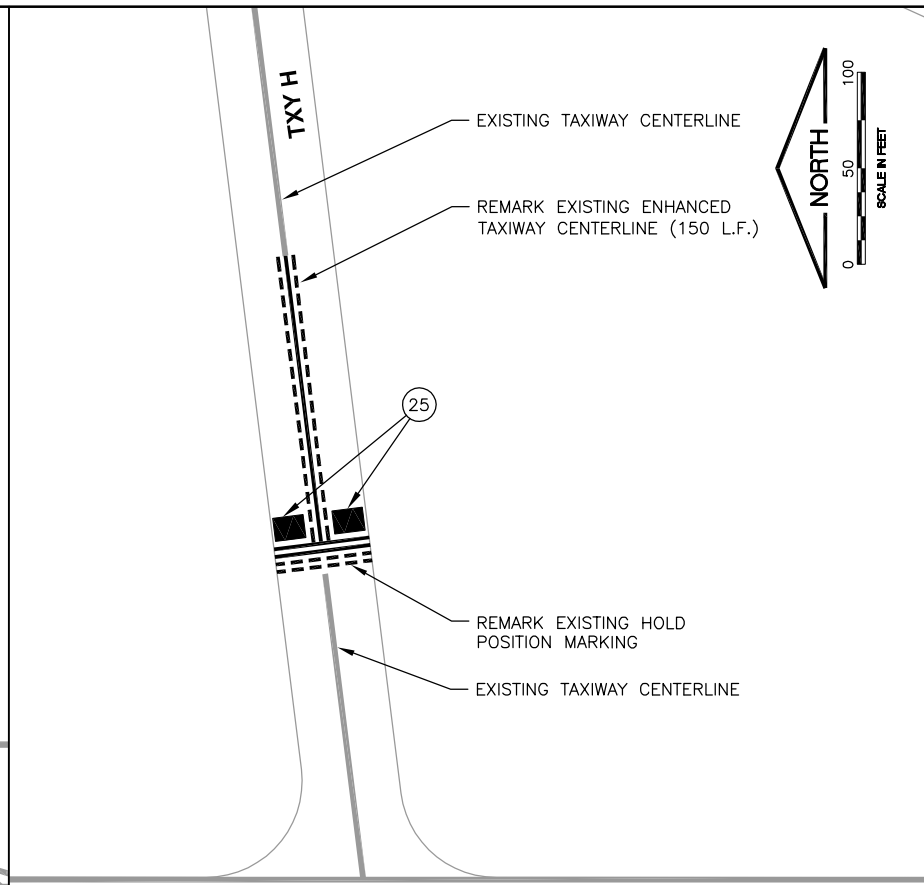 TXY H
EXISTING TAXIWAY CENTERLINE
REMARK EXISTING ENHANCED
TAXIWAY CENTERLINE (150 L.F.)
NORTH
0 50 100
SCALE IN FEET
25
REMARK EXISTING HOLD
POSITION MARKING
EXISTING TAXIWAY CENTERLINE